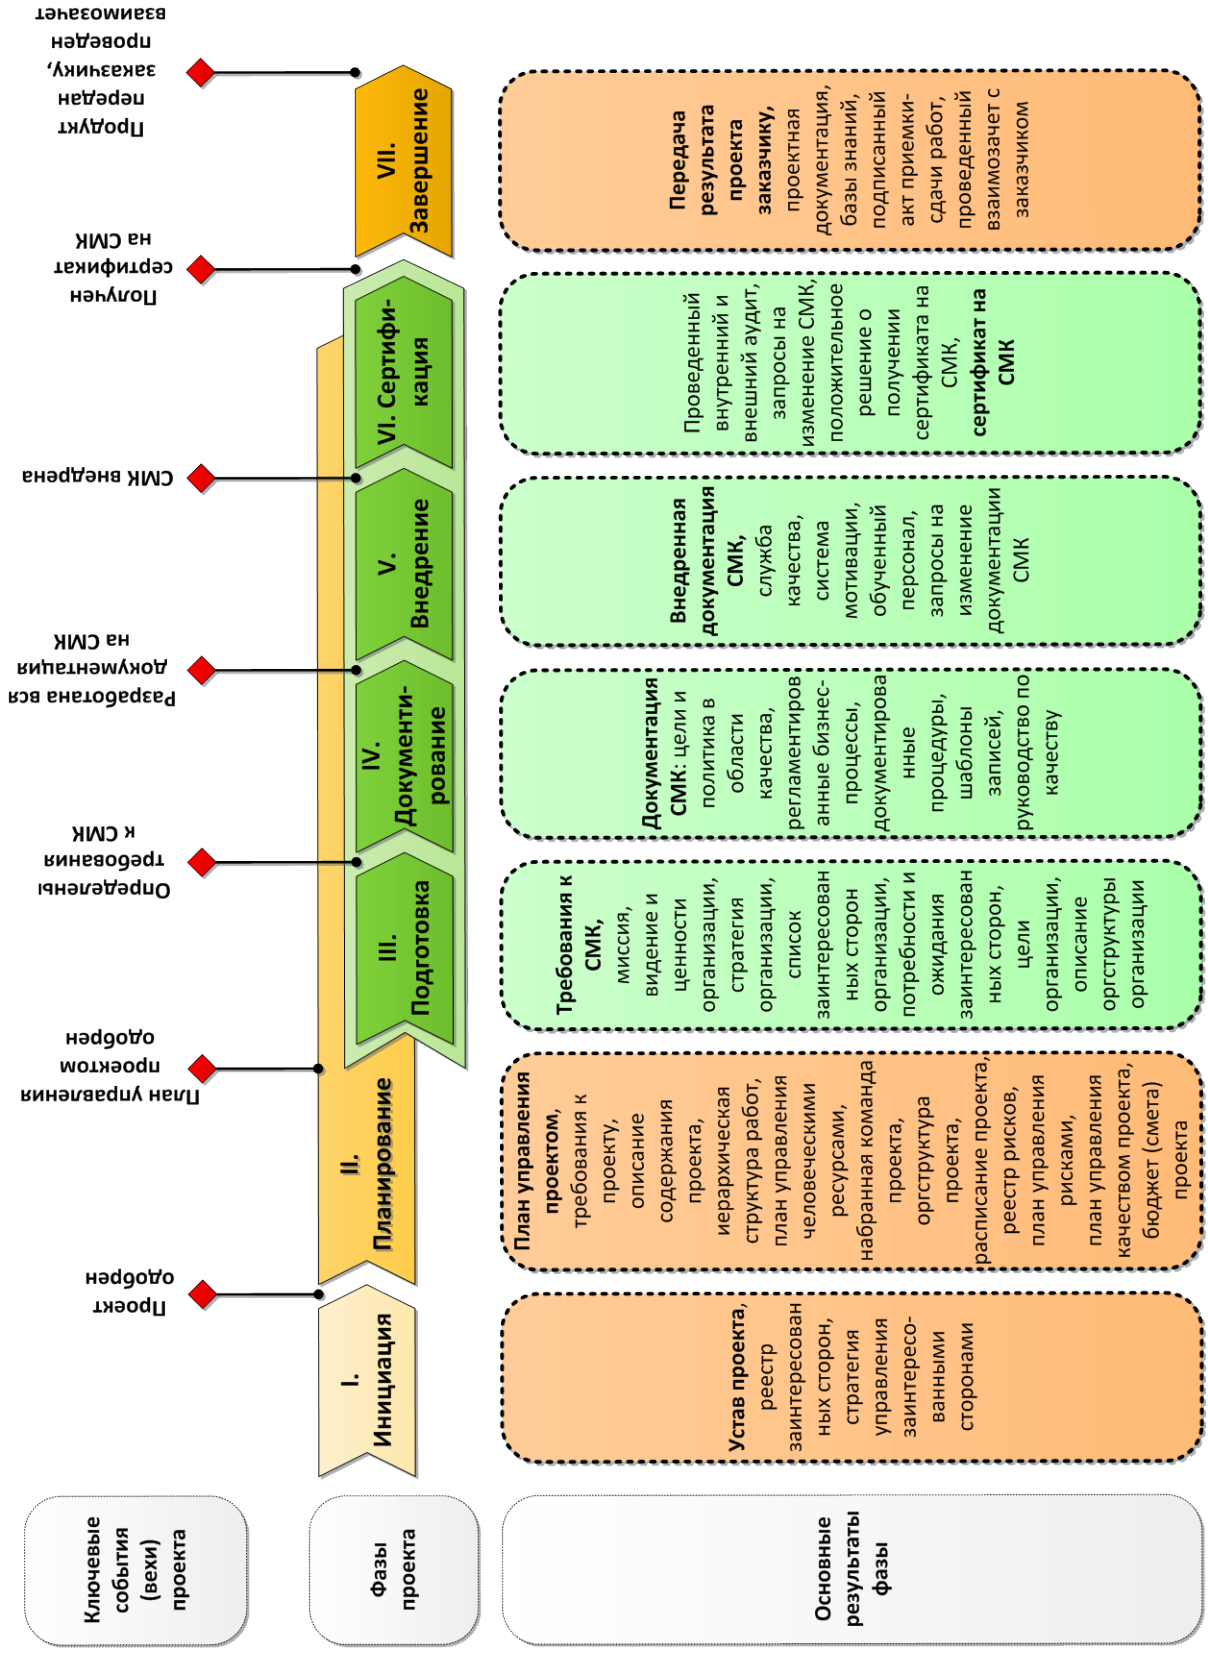 Ключевые
события
(вехи)
проекта
Проект
одобрен
План управления
проектом
одобрен
Определены
требования
к СМК
Разработана вся
документация
на СМК
СМК внедрена
Получен
сертификат
на СМК
Продукт
передан
заказчику,
проведен
взаимозачет
Фазы
проекта
I.
Инициация
II.
Планирование
III.
Подготовка
IV.
Документи-
рование
V.
Внедрение
VI. Сертифи-
кация
VII.
Завершение
Основные
результаты
фазы
Устав проекта,
реестр
заинтересован
ных сторон,
стратегия
управления
заинтересо-
ванными
сторонами
План управления
проектом,
требования к
проекту,
описание
содержания
проекта,
иерархическая
структура работ,
план управления
человеческими
ресурсами,
набранная команда
проекта,
оргструктура
проекта,
расписание проекта,
реестр рисков,
план управления
рисками,
план управления
качеством проекта,
бюджет (смета)
проекта
Требования к
СМК,
миссия,
видение и
ценности
организации,
стратегия
организации,
список
заинтересован
ных сторон
организации,
потребности и
ожидания
заинтересован
ных сторон,
цели
организации,
описание
оргструктуры
организации
Документация
СМК: цели и
политика в
области
качества,
регламентиров
анные бизнес-
процессы,
документирова
нные
процедуры,
шаблоны
записей,
руководство по
качеству
Внедренная
документация
СМК,
служба
качества,
система
мотивации,
обученный
персонал,
запросы на
изменение
документации
СМК
Проведенный
внутренний и
внешний аудит,
запросы на
изменение СМК,
положительное
решение о
получении
сертификата на
СМК,
сертификат на
СМК
Передача
результата
проекта
заказчику,
проектная
документация,
базы знаний,
подписанный
акт приемки-
сдачи работ,
проведенный
взаимозачет с
заказчиком